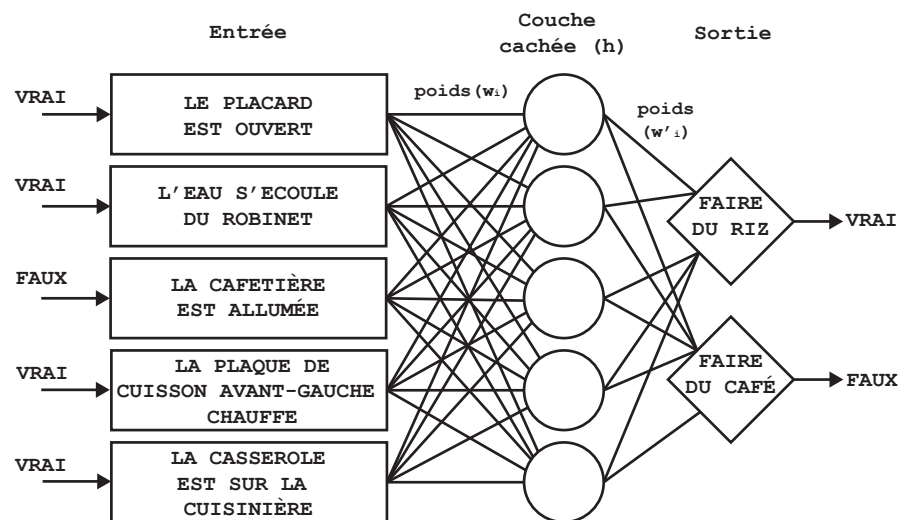 Entrée
Couche
cachée (h)
Sortie
VRAI
LE PLACARD
EST OUVERT
poids(wi)
poids
(w'i)
VRAI
L'EAU S'ECOULE
DU ROBINET
FAIRE
DU RIZ
VRAI
FAUX
LA CAFETIÈRE
EST ALLUMÉE
VRAI
LA PLAQUE DE
CUISSON AVANT-GAUCHE
CHAUFFE
FAIRE
DU CAFÉ
FAUX
VRAI
LA CASSEROLE
EST SUR LA
CUISINIÈRE